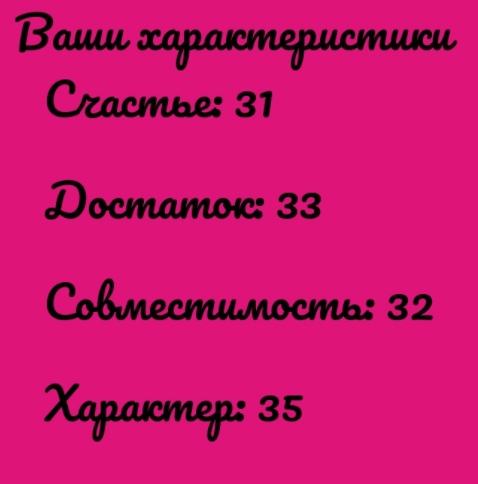 Ваши характеристики
Счастье: 31
Достаток: 33
Совместимость: 32
Характер: 35